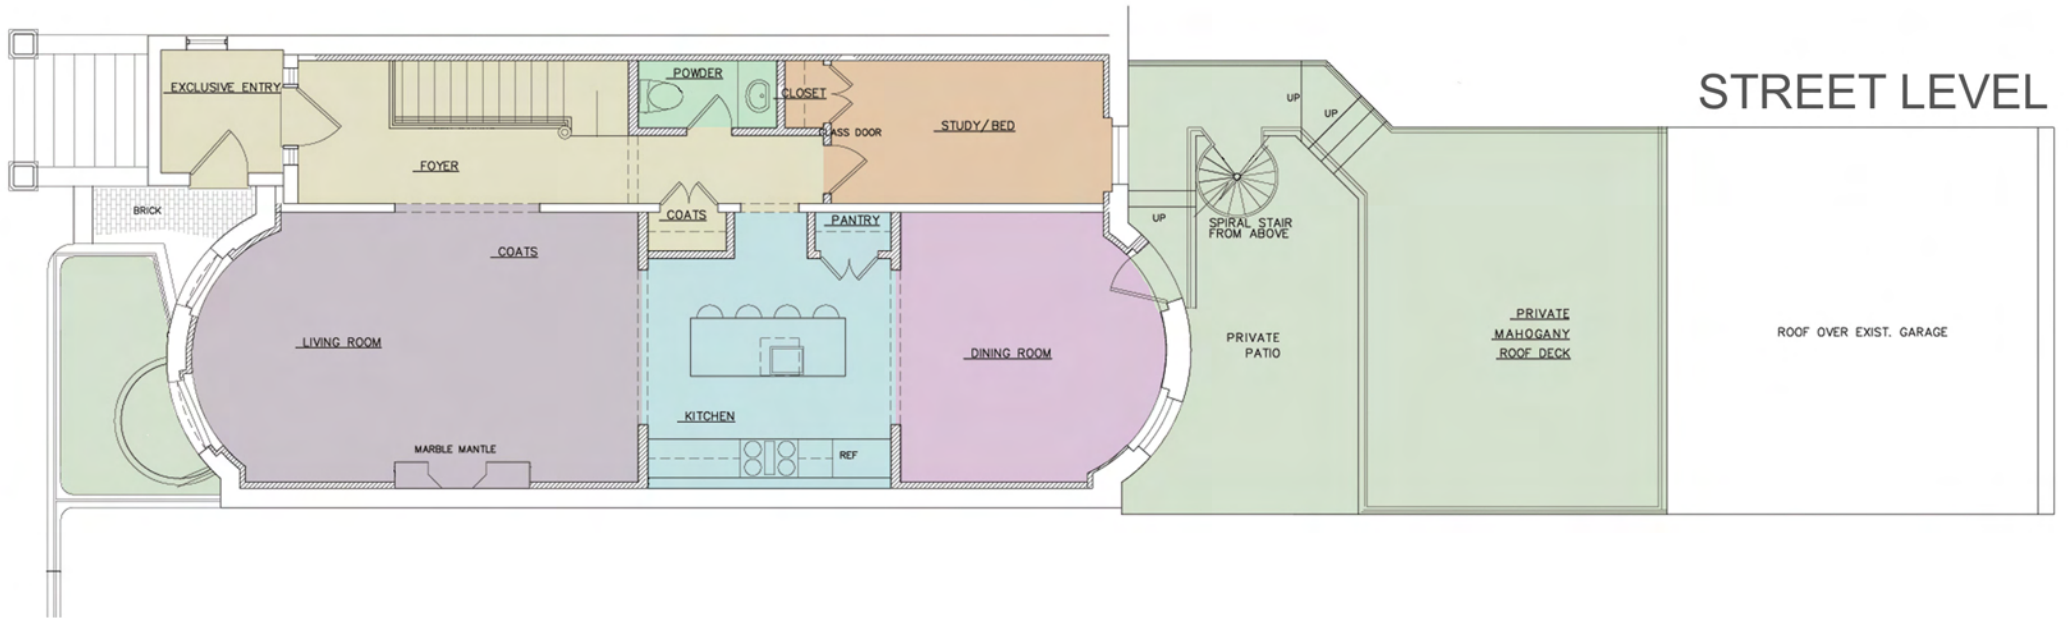 STREET LEVEL
EXCLUSIVE ENTRY
POWDER
CLOSET
STUDY/BED
UP
UP
FOYER
BRICK
COATS
PANTRY
UP
SPIRAL STAIR
FROM ABOVE
COATS
LIVING ROOM
DINING ROOM
PRIVATE
PATIO
PRIVATE
MAHOGANY
ROOF DECK
ROOF OVER EXIST. GARAGE
KITCHEN
MARBLE MANTLE
REF
LASS DOOR